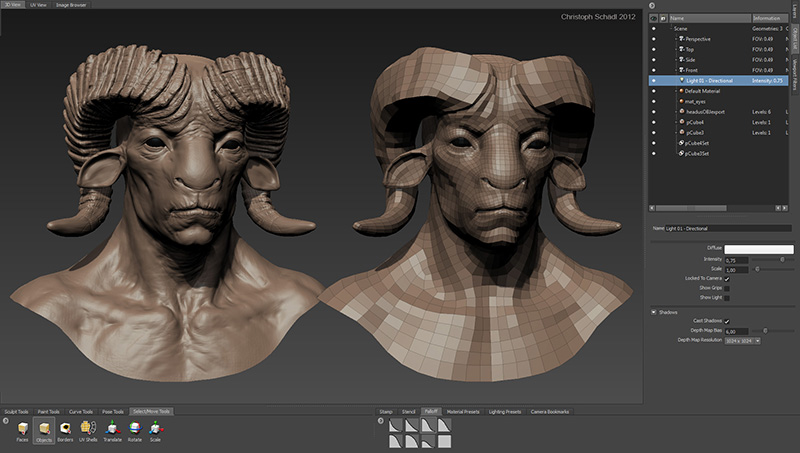 3D View UV View Image Browser
Christoph Schädl 2012
Name Information
Scene Geometries: 3
Perspective FOV: 0.49
Top FOV: 0.49
Side FOV: 0.49
Front FOV: 0.49
Light 01 - Directional Intensity: 0,75
Default Material
mat_eyes
Levels: 6
pCube4 Levels: 1
pCube3 Levels: 1
pCube4Set
pCube3Set
Layers
Object List
Viewport Filters
Name Light 01 - Directional
Diffuse
Intensity 0,75
Scale 1,00
Locked To Camera
Show Grips
Show Light
Shadows
Cast Shadows
Depth Map Bias 6,00
Depth Map Resolution 1024 x 1024
Sculpt Tools Paint Tools Curve Tools Pose Tools Select/Move Tools
Faces Objects Borders UV Shells Translate Rotate Scale
Stamp Stencil Falloff Material Presets Lighting Presets Camera Bookmarks